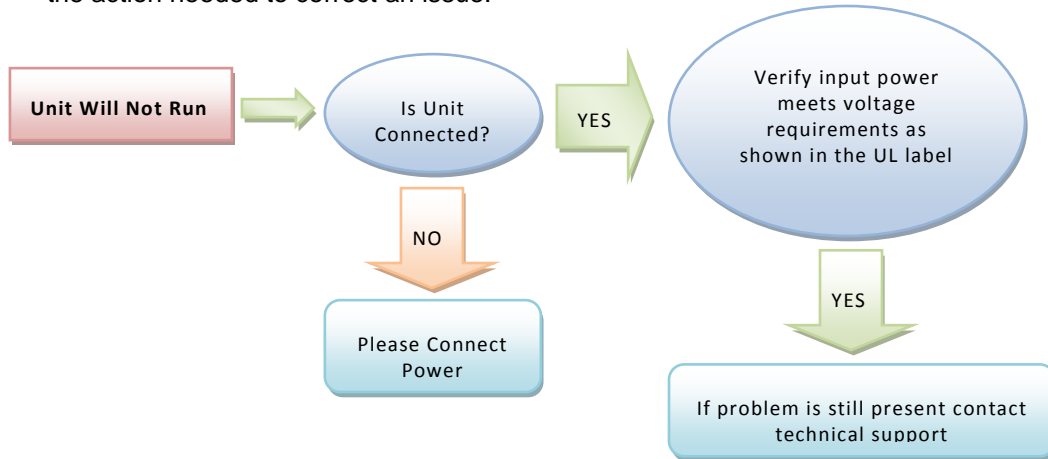 the action needed to correct an issue.
Unit Will Not Run
Is Unit
Connected?
YES
Verify input power
meets voltage
requirements as
shown in the UL label
NO
YES
Please Connect
Power
If problem is still present contact
technical support